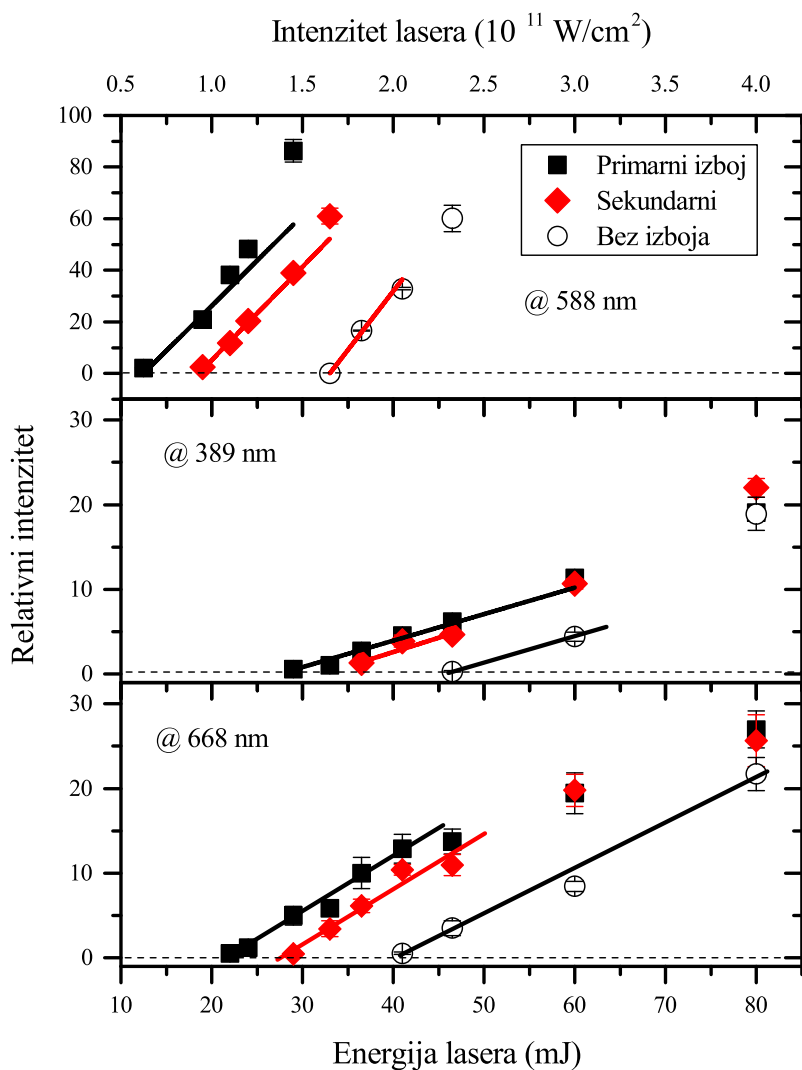 Intenzitet lasera (10 ¹¹ W/cm²)
0.5 1.0 1.5 2.0 2.5 3.0 3.5 4.0
100
80
60
40
20
0
Primarni izboj
Sekundarni
Bez izboja
@ 588 nm
30
20
10
0
@ 389 nm
Relativni intenzitet
30
20
10
0
@ 668 nm
10 20 30 40 50 60 70 80
Energija lasera (mJ)